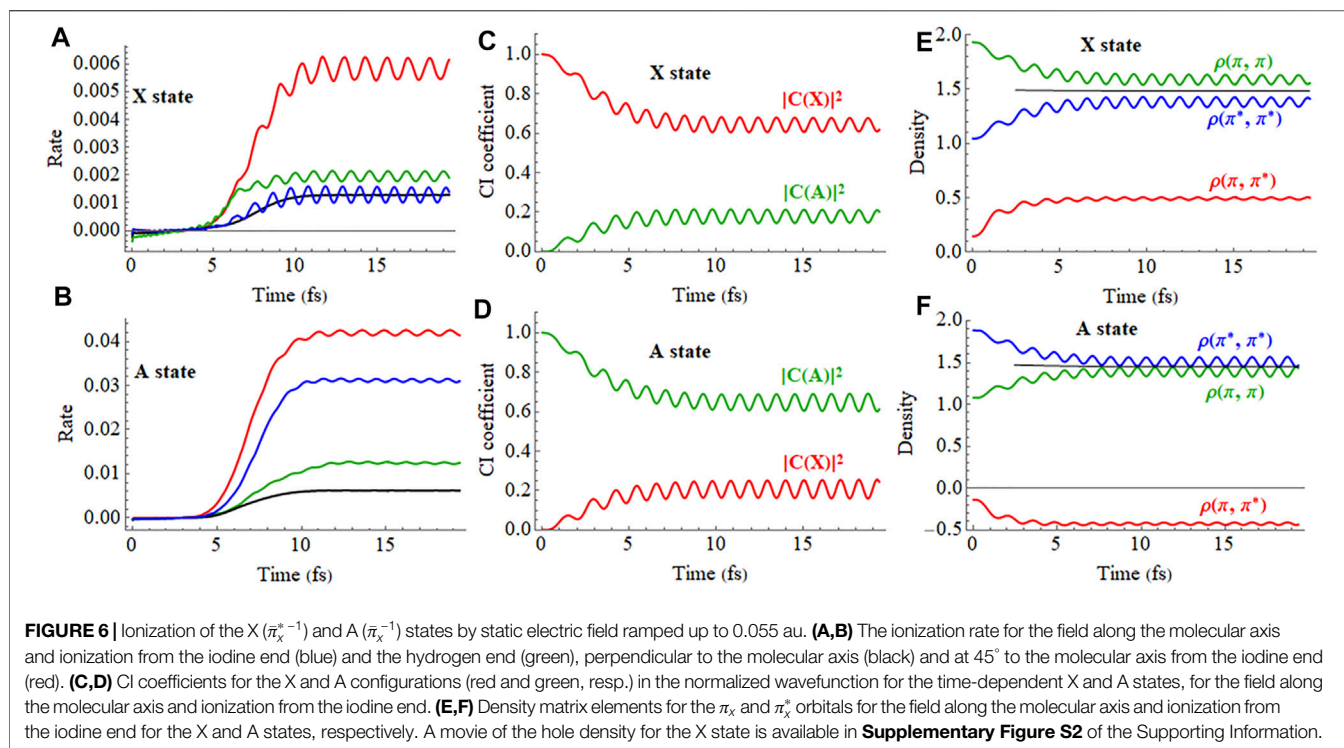 A
X state
Rate
0.006
0.005
0.004
0.003
0.002
0.001
0.000
0 5 10 15
Time (fs)
B
A state
Rate
0.04
0.03
0.02
0.01
0.00
0 5 10 15
Time (fs)
C
X state
CI coefficient
1.0
0.8
0.6
0.4
0.2
0.0
|C(X)|²
|C(A)|²
0 5 10 15
Time (fs)
D
A state
CI coefficient
1.0
0.8
0.6
0.4
0.2
0.0
|C(A)|²
|C(X)|²
0 5 10 15
Time (fs)
E
X state
Density
2.0
1.5
1.0
0.5
0.0
ρ(π, π)
ρ(π*, π*)
ρ(π, π*)
0 5 10 15
Time (fs)
F
A state
Density
2.0
1.5
1.0
0.5
0.0
−0.5
ρ(π*, π*)
ρ(π, π)
ρ(π, π*)
0 5 10 15
Time (fs)
FIGURE 6 | Ionization of the X (π̄ₓ*⁻¹) and A (π̄ₓ⁻¹) states by static electric field ramped up to 0.055 au. (A,B) The ionization rate for the field along the molecular axis
and ionization from the iodine end (blue) and the hydrogen end (green), perpendicular to the molecular axis (black) and at 45° to the molecular axis from the iodine end
(red). (C,D) CI coefficients for the X and A configurations (red and green, resp.) in the normalized wavefunction for the time-dependent X and A states, for the field along
the molecular axis and ionization from the iodine end. (E,F) Density matrix elements for the πₓ and πₓ* orbitals for the field along the molecular axis and ionization from
the iodine end for the X and A states, respectively. A movie of the hole density for the X state is available in Supplementary Figure S2 of the Supporting Information.